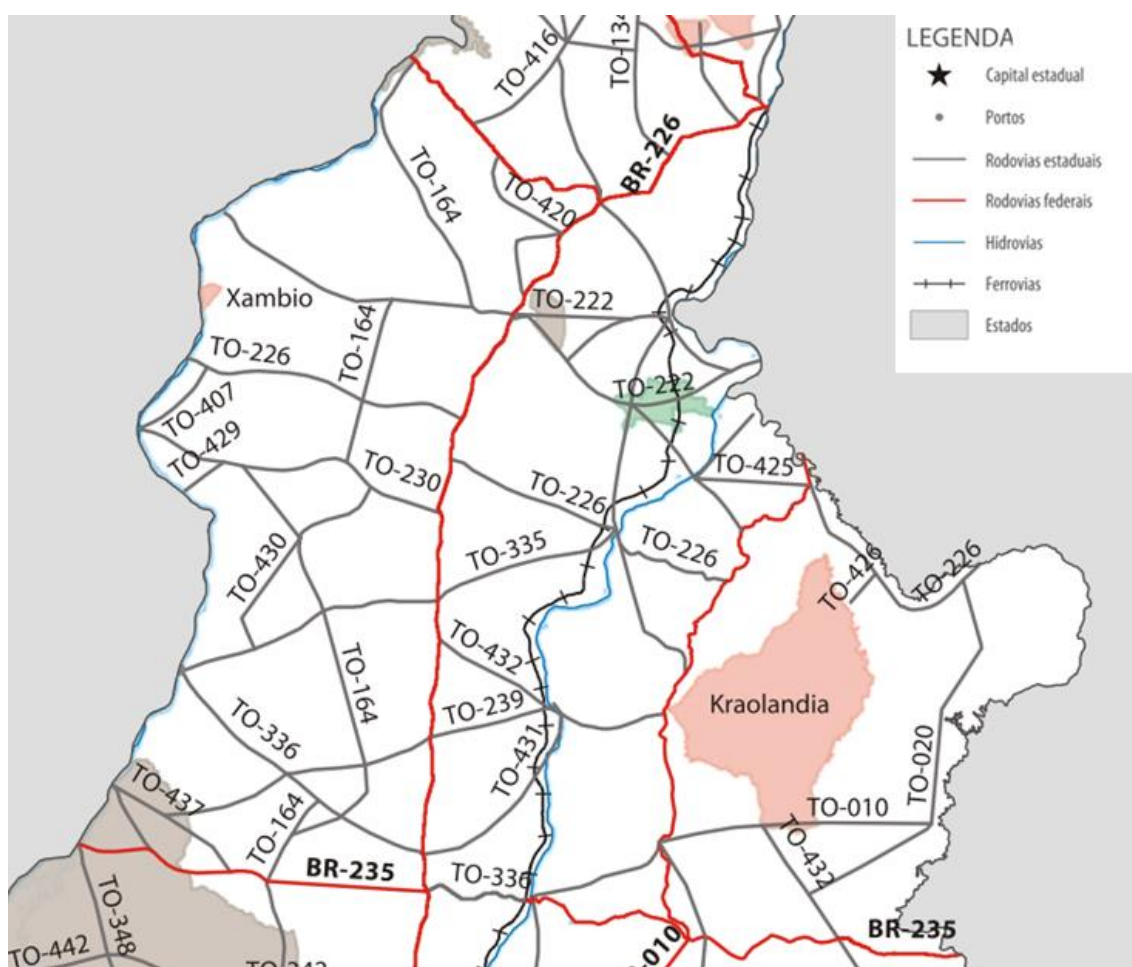 LEGENDA
Capital estadual
Portos
Rodovias estaduais
Rodovias federais
Hidrovias
Ferrovias
Estados
TO-416
TO-134
BR-226
TO-164
TO-420
Xambio
TO-222
TO-164
TO-226
TO-407
TO-222
TO-429
TO-230
TO-425
TO-226
TO-335
TO-226
TO-430
TO-426
TO-226
TO-432
TO-164
TO-239
Kraolandia
TO-336
TO-431
TO-020
TO-437
TO-164
TO-010
BR-235
TO-336
TO-432
TO-348
BR-235
TO-442